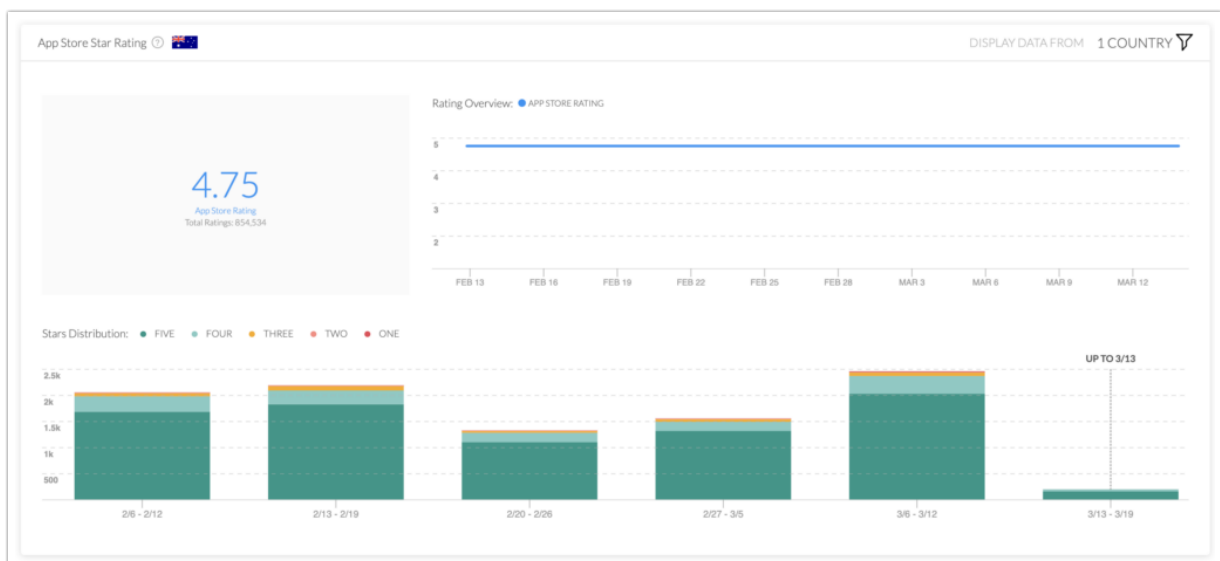 App Store Star Rating ?
DISPLAY DATA FROM 1 COUNTRY
4.75
App Store Rating
Total Ratings: 854,534
Rating Overview: APP STORE RATING
5
4
3
2
FEB 13 FEB 16 FEB 19 FEB 22 FEB 25 FEB 28 MAR 3 MAR 6 MAR 9 MAR 12
Stars Distribution: FIVE FOUR THREE TWO ONE
UP TO 3/13
2.5k
2k
1.5k
1k
500
2/6 - 2/12 2/13 - 2/19 2/20 - 2/26 2/27 - 3/5 3/6 - 3/12 3/13 - 3/19